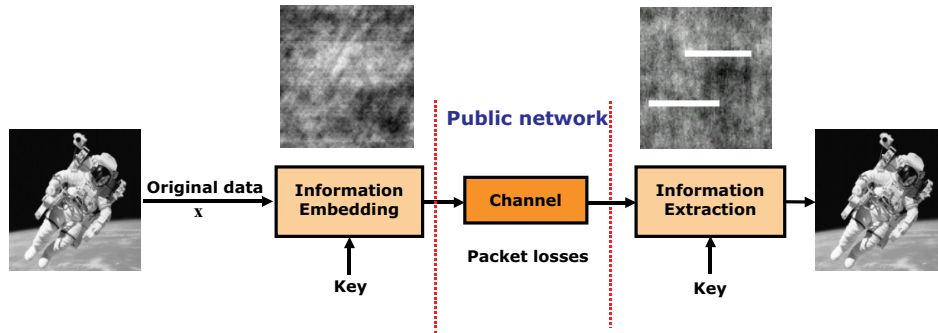 Public network
Original data
x
Information
Embedding
Channel
Information
Extraction
Packet losses
Key
Key